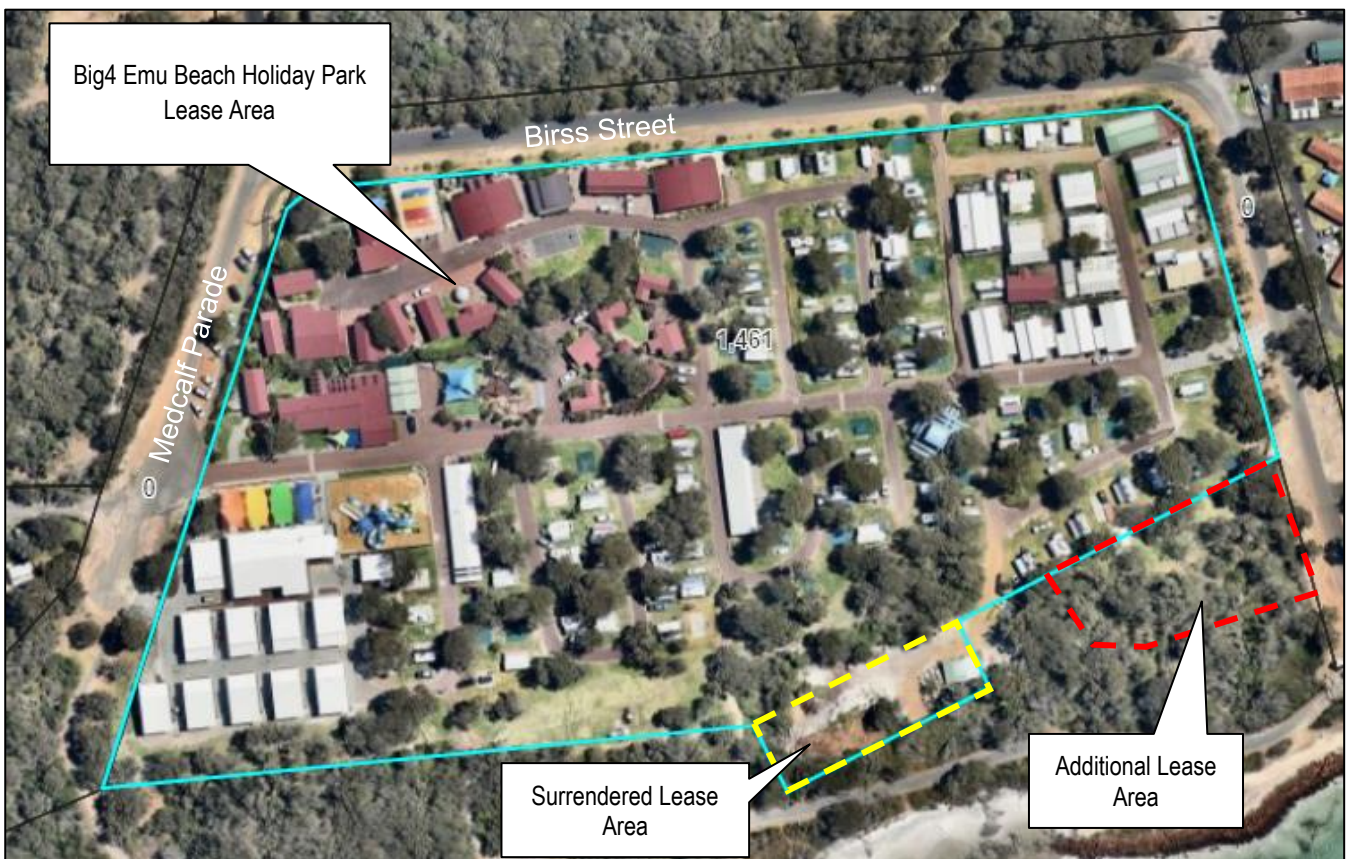 Big4 Emu Beach Holiday Park
Lease Area
Birss Street
Medcalf Parade
0
0
1,461
Surrendered Lease
Area
Additional Lease
Area